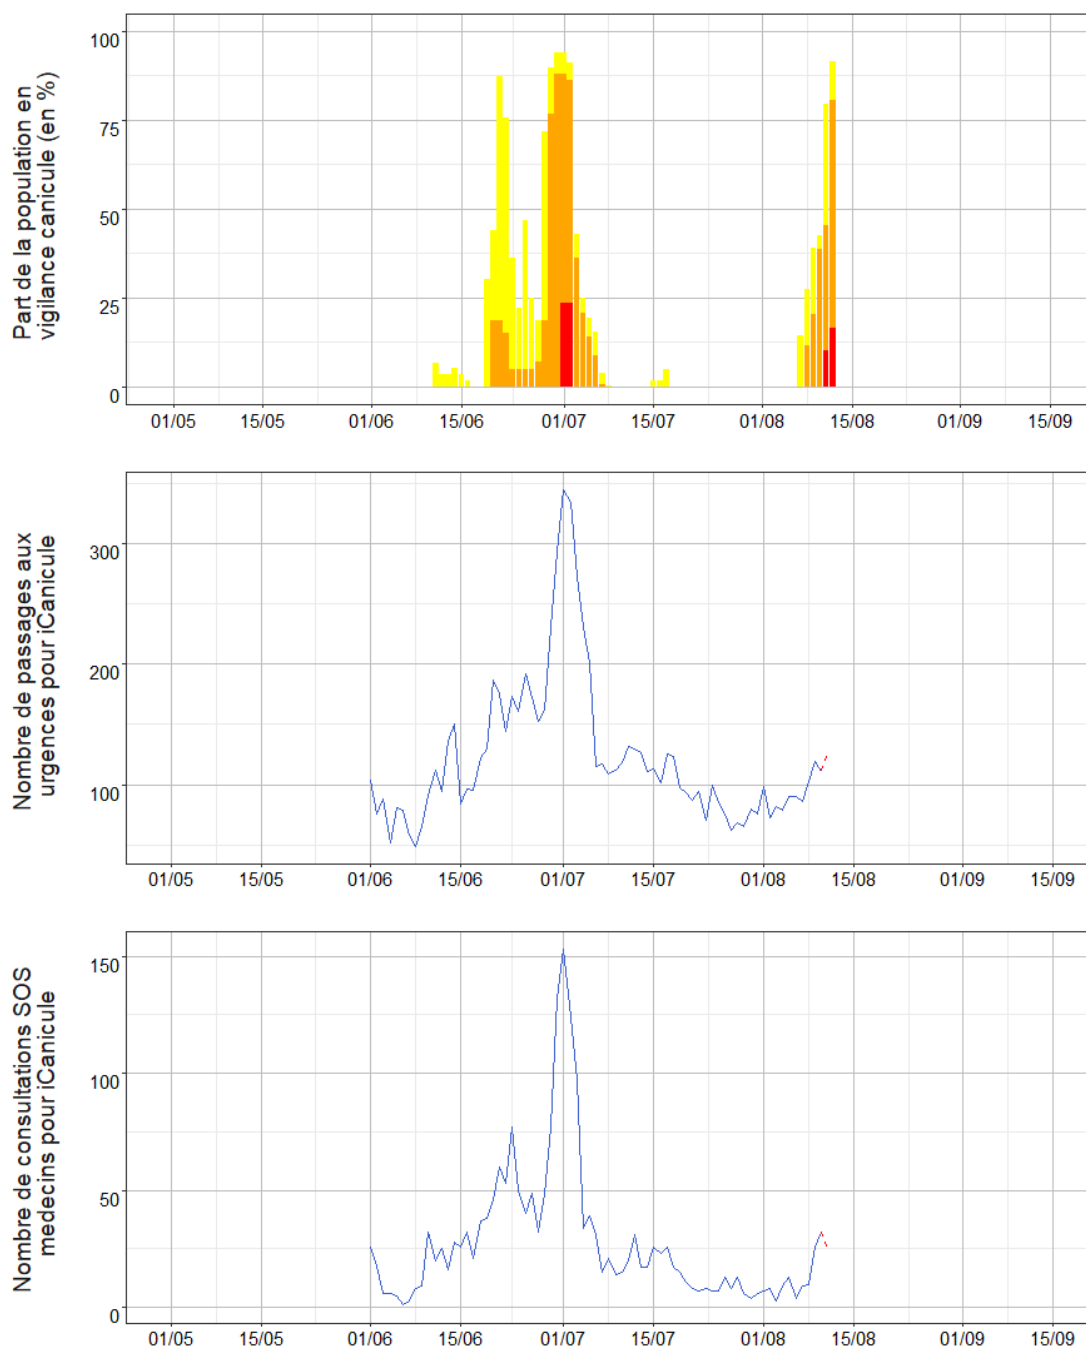 Part de la population en
vigilance canicule (en %)
100
75
50
25
0
01/05 15/05 01/06 15/06 01/07 15/07 01/08 15/08 01/09 15/09
Nombre de passages aux
urgences pour iCanicule
300
200
100
01/05 15/05 01/06 15/06 01/07 15/07 01/08 15/08 01/09 15/09
Nombre de consultations SOS
medecins pour iCanicule
150
100
50
0
01/05 15/05 01/06 15/06 01/07 15/07 01/08 15/08 01/09 15/09